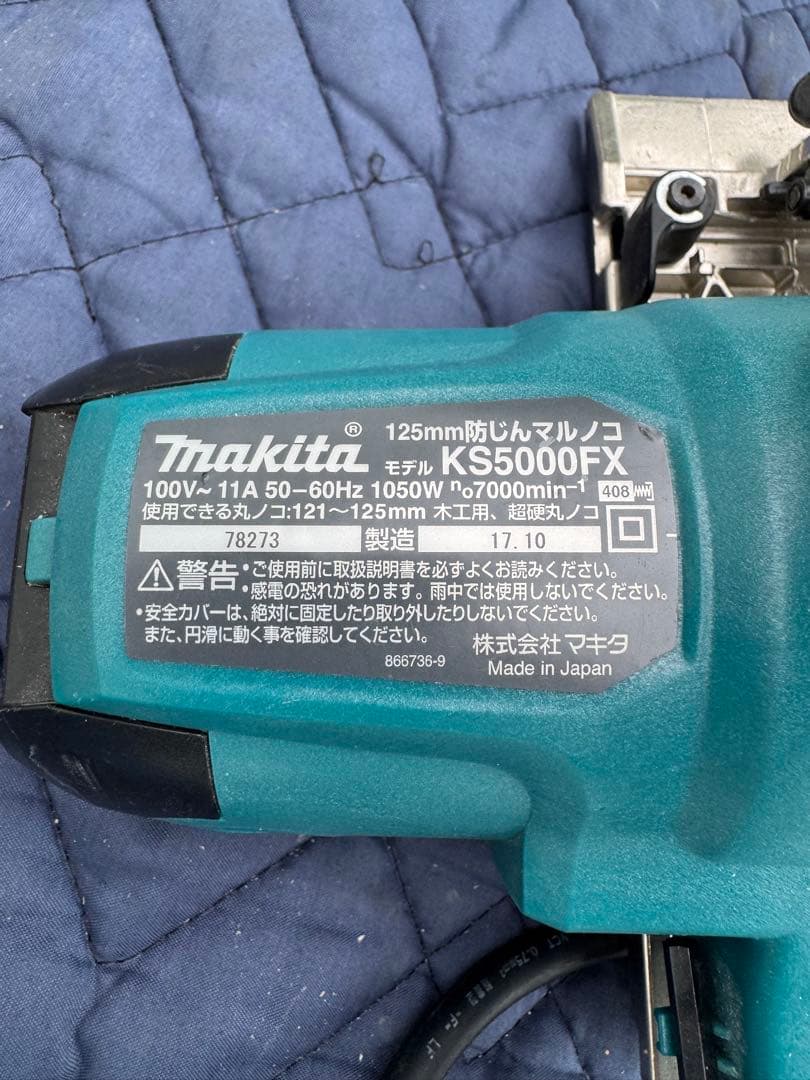 makita® 125mm防じんマルノコ
モデル KS5000FX
100V~ 11A 50-60Hz 1050W n₀7000min⁻¹ 408
使用できる丸ノコ:121～125mm 木工用、超硬丸ノコ
78273 製造 17.10
警告 •ご使用前に取扱説明書を必ずよくお読みください。
•感電の恐れがあります。雨中では使用しないでください。
•安全カバーは、絶対に固定したり取り外したりしないでください。
また、円滑に動く事を確認してください。
株式会社 マキタ
866736-9 Made in Japan
0.75mm²